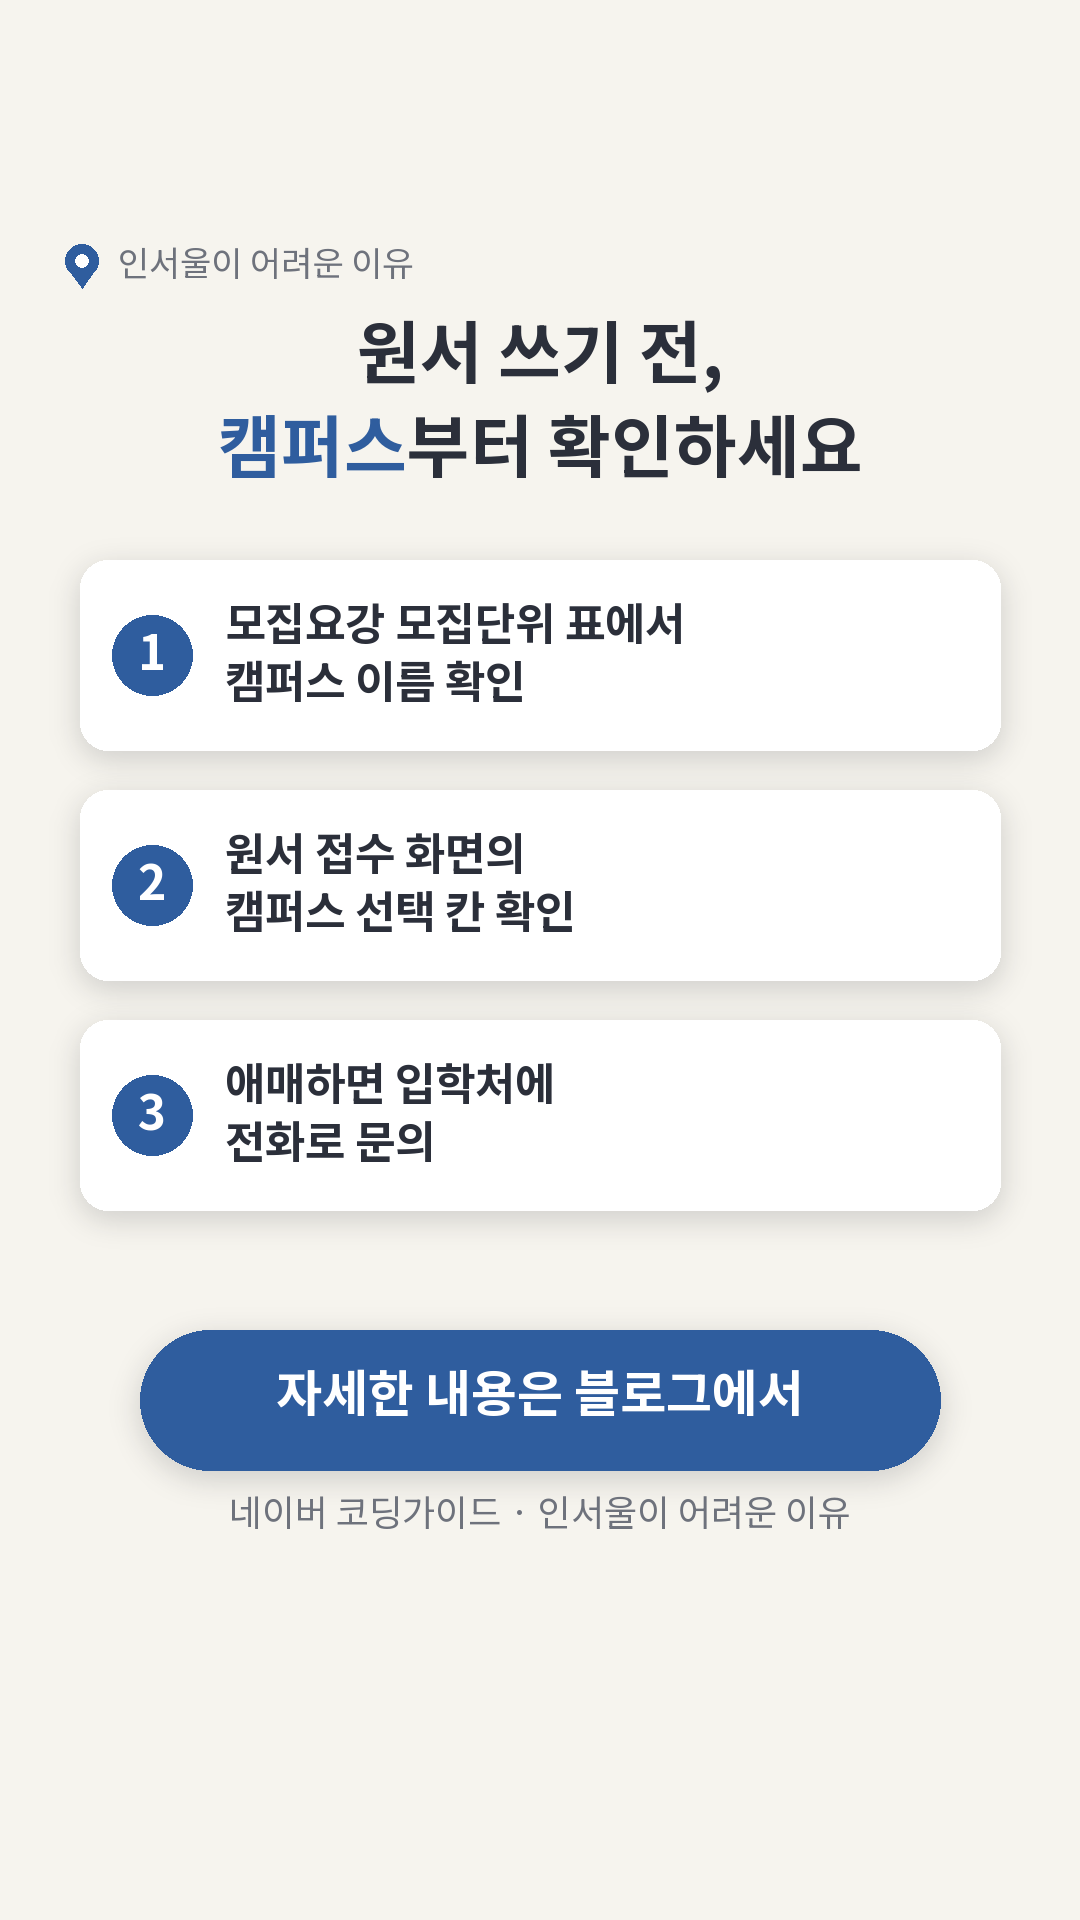 인서울이 어려운 이유
원서 쓰기 전,
캠퍼스부터 확인하세요
1
모집요강 모집단위 표에서
캠퍼스 이름 확인
2
원서 접수 화면의
캠퍼스 선택 칸 확인
3
애매하면 입학처에
전화로 문의
자세한 내용은 블로그에서
네이버 코딩가이드 · 인서울이 어려운 이유